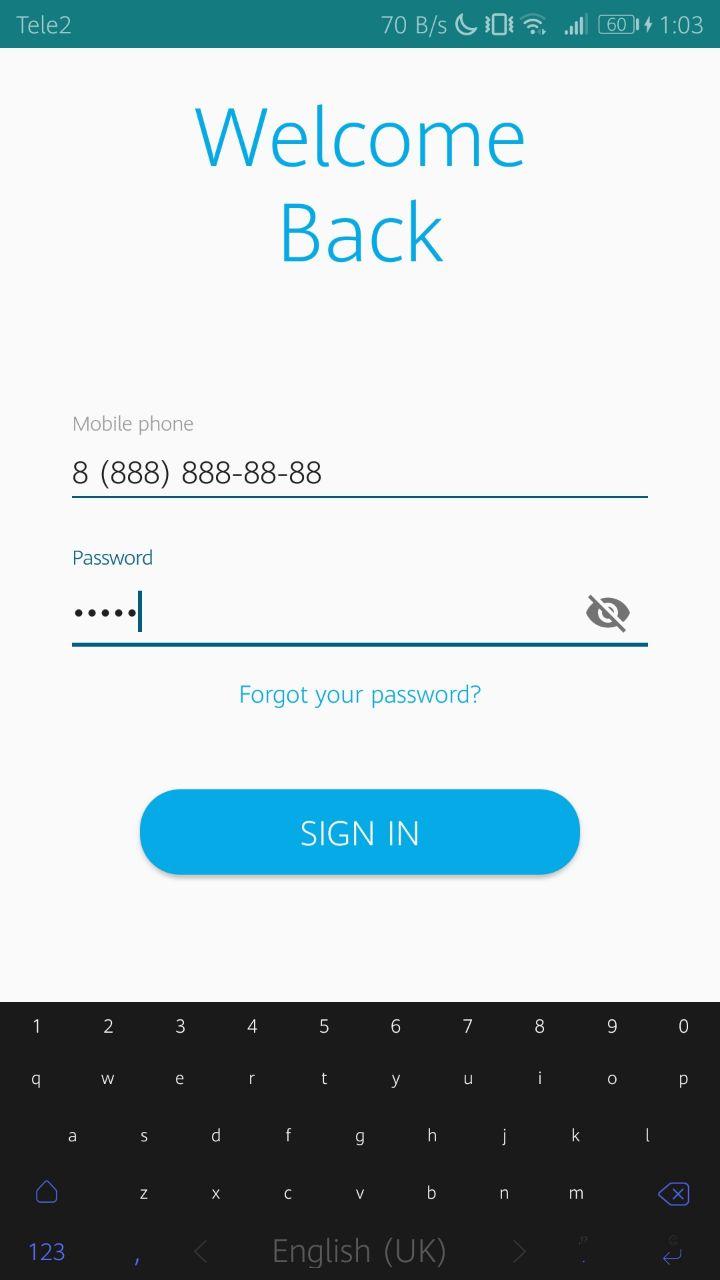 Tele2 70 B/s 60 1:03
Welcome
Back
Mobile phone
8 (888) 888-88-88
Password
•••••
Forgot your password?
SIGN IN
1 2 3 4 5 6 7 8 9 0
q w e r t y u i o p
a s d f g h j k l
z x c v b n m
123 , < English (UK) > .